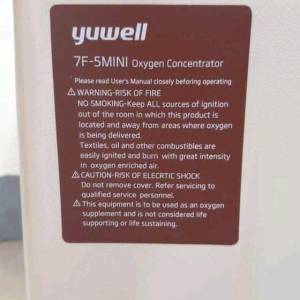 yuwell
7F-5MINI Oxygen Concentrator
Please read User's Manual closely beforing operating
⚠WARNING-RISK OF FIRE
NO SMOKING-Keep ALL sources of ignition
out of the room in which this product is
located and away from areas where oxygen
is being delivered.
Textiles, oil and other combustibles are
easily ignited and burn with great intensity
in oxygen enriched air.
⚠CAUTION-RISK OF ELECRTIC SHOCK
Do not remove cover. Refer servicing to
qualified service personnel.
⚠This equipment is to be used as an oxygen
supplement and is not considered life
supporting or life sustaining.